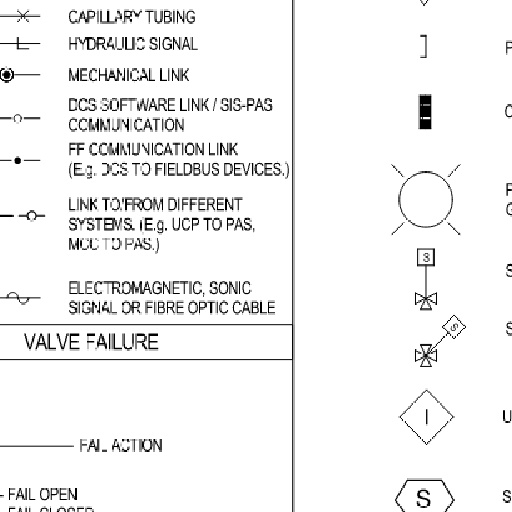 CAPILLARY TUBING
HYDRAULIC SIGNAL
MECHANICAL LINK
DCS SOFTWARE LINK / SIS-PAS
COMMUNICATION
FF COMMUNICATION LINK
(E.g. DCS TO FIELDBUS DEVICES.)
LINK TO/FROM DIFFERENT
SYSTEMS. (E.g. UCP TO PAS,
MCC TO PAS.)
ELECTROMAGNETIC, SONIC
SIGNAL OR FIBRE OPTIC CABLE
VALVE FAILURE
FAIL ACTION
FAIL OPEN
FAIL CLOSED
S
S
I
U
S
S